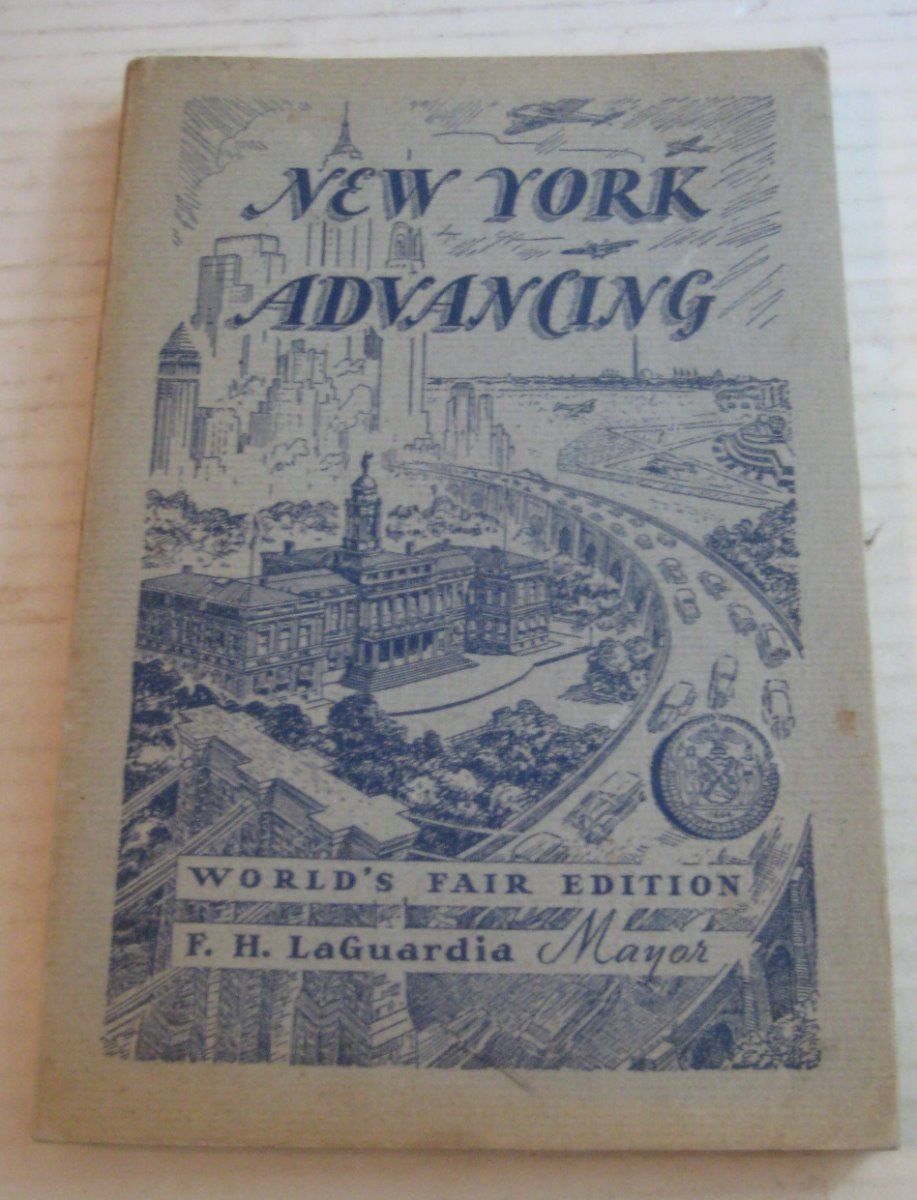 NEW YORK
ADVANCING
WORLD'S FAIR EDITION
F. H. LaGuardia Mayor